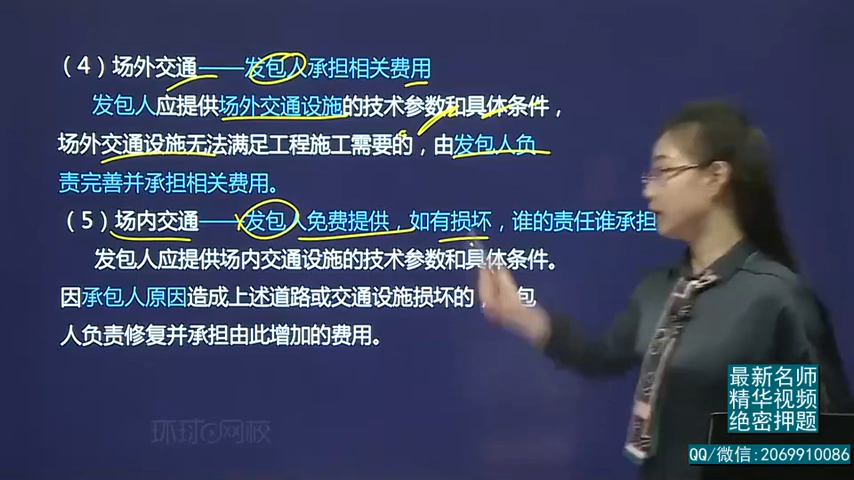 （4）场外交通——发包人承担相关费用
发包人应提供场外交通设施的技术参数和具体条件，
场外交通设施无法满足工程施工需要的，由发包人负
责完善并承担相关费用。
（5）场内交通——发包人免费提供，如有损坏，谁的责任谁承担
发包人应提供场内交通设施的技术参数和具体条件。
因承包人原因造成上述道路或交通设施损坏的，包
人负责修复并承担由此增加的费用。
环球网校
最新名师
精华视频
绝密押题
QQ/微信:2069910086